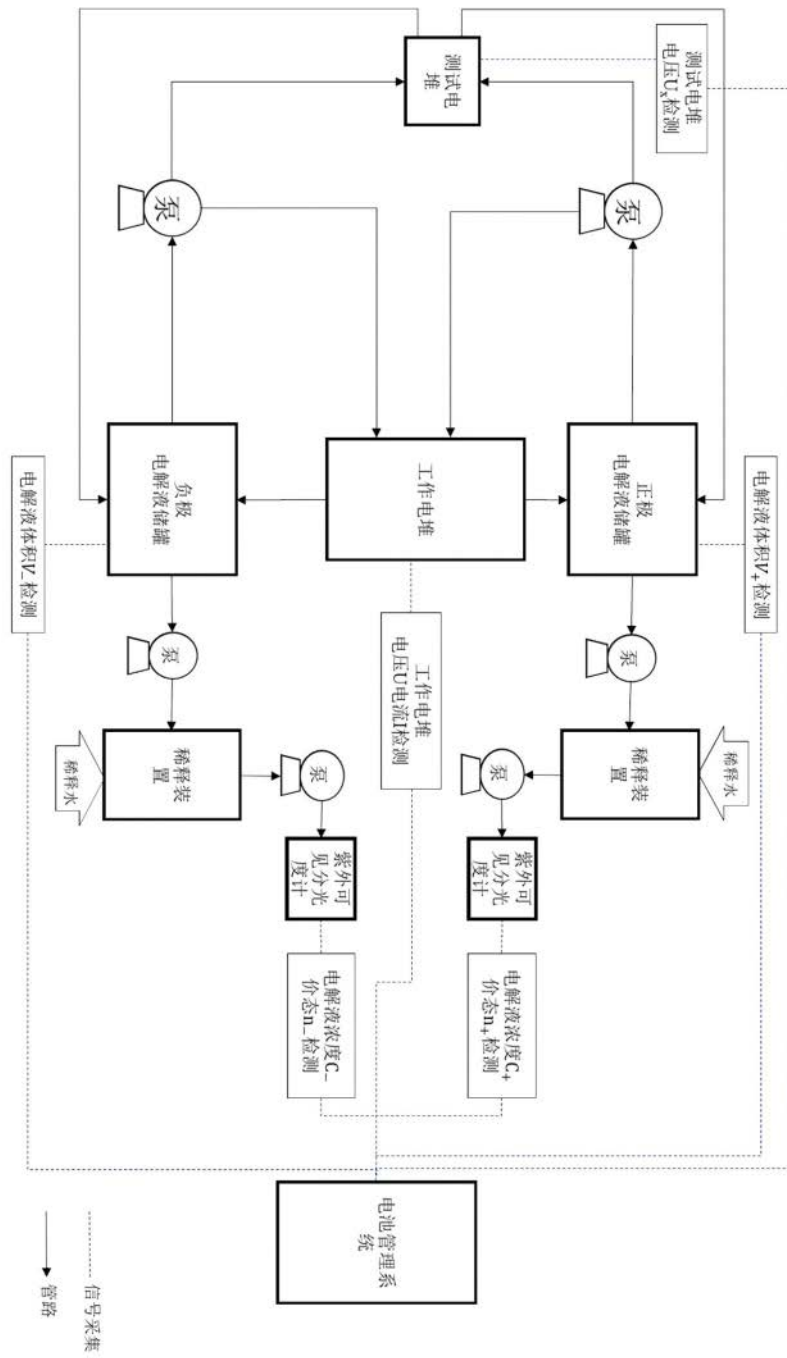 电解液体积V₊检测
稀释水
测试电堆
电压Uₓ检测
泵
正极
电解液储罐
泵
稀释装
置
泵
紫外可
见分光
度计
电解液浓度C₊
价态n₊检测
测试电
堆
工作电堆
工作电堆
电压U电流I检测
电池管理系
统
泵
紫外可
见分光
度计
电解液浓度C₋
价态n₋检测
泵
负极
电解液储罐
泵
稀释装
置
稀释水
电解液体积V₋检测
信号采集
管路